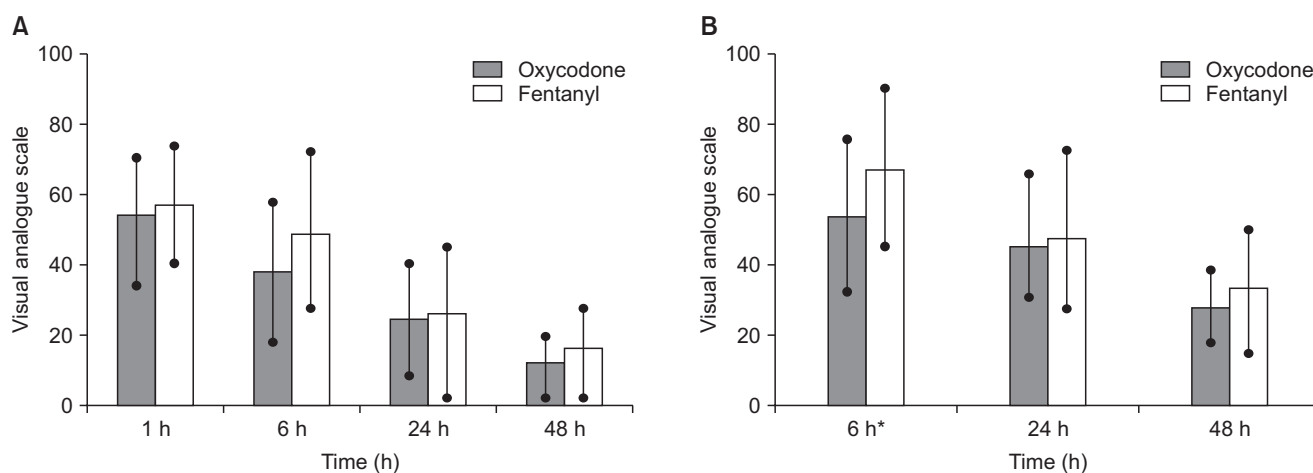 A
100
80
60
40
20
0
Visual analogue scale
Oxycodone
Fentanyl
1 h 6 h 24 h 48 h
Time (h)
B
100
80
60
40
20
0
Visual analogue scale
Oxycodone
Fentanyl
6 h* 24 h 48 h
Time (h)